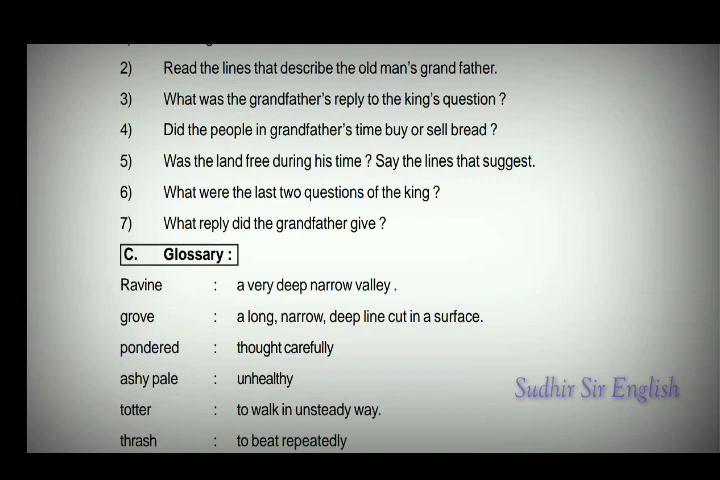 2) Read the lines that describe the old man's grand father.
3) What was the grandfather's reply to the king's question ?
4) Did the people in grandfather's time buy or sell bread ?
5) Was the land free during his time ? Say the lines that suggest.
6) What were the last two questions of the king ?
7) What reply did the grandfather give ?
C. Glossary :
Ravine : a very deep narrow valley .
grove : a long, narrow, deep line cut in a surface.
pondered : thought carefully
ashy pale : unhealthy
totter : to walk in unsteady way.
thrash : to beat repeatedly
Sudhir Sir English